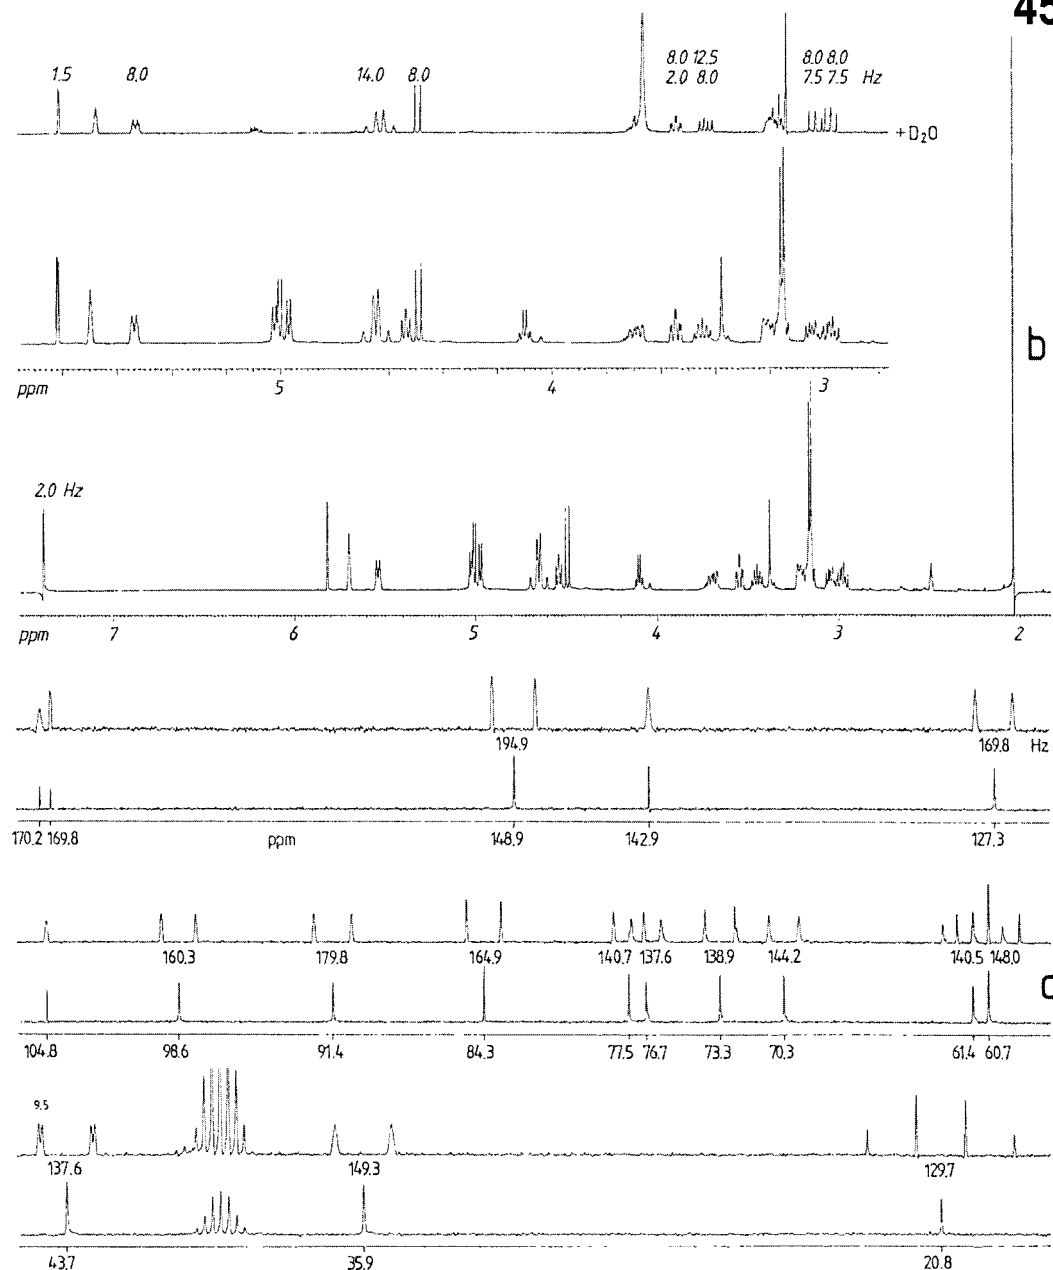 45
1.5 8.0 14.0 8.0 8.0 12.5 8.0 8.0
2.0 8.0 7.5 7.5 Hz
+D₂O
b
ppm 5 4 3
2.0 Hz
ppm 7 6 5 4 3 2
194.9 169.8 Hz
170.2 169.8 ppm 148.9 142.9 127.3
160.3 179.8 164.9 140.7 137.6 138.9 144.2 140.5 148.0
104.8 98.6 91.4 84.3 77.5 76.7 73.3 70.3 61.4 60.7
9.5
137.6 149.3 129.7
43.7 35.9 20.8